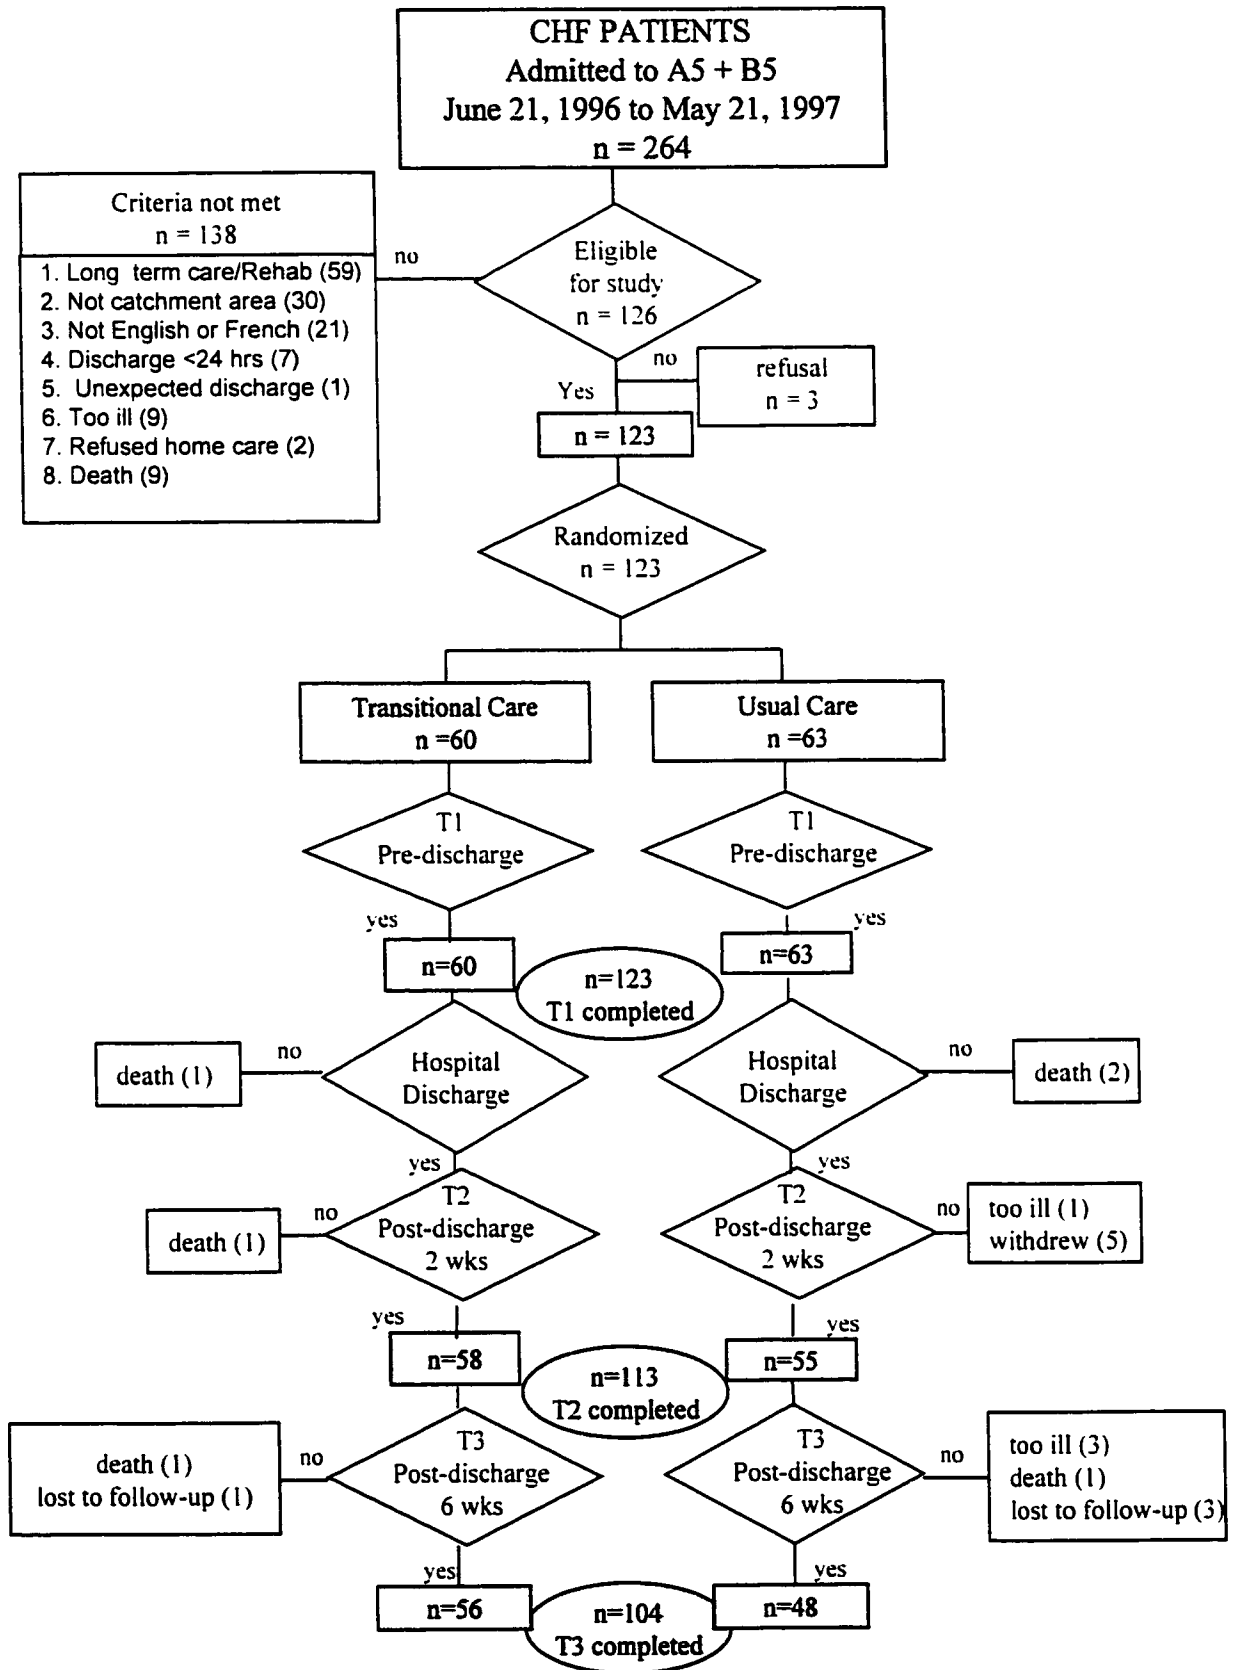 CHF PATIENTS
Admitted to A5 + B5
June 21, 1996 to May 21, 1997
n = 264
Criteria not met
n = 138
1. Long term care/Rehab (59)
2. Not catchment area (30)
3. Not English or French (21)
4. Discharge <24 hrs (7)
5. Unexpected discharge (1)
6. Too ill (9)
7. Refused home care (2)
8. Death (9)
no
Eligible
for study
n = 126
no
refusal
n = 3
Yes
n = 123
Randomized
n = 123
Transitional Care
n =60
Usual Care
n =63
T1
Pre-discharge
T1
Pre-discharge
yes
yes
n=60
n=63
n=123
T1 completed
death (1)
no
Hospital
Discharge
Hospital
Discharge
no
death (2)
yes
yes
death (1)
no
T2
Post-discharge
2 wks
T2
Post-discharge
2 wks
no
too ill (1)
withdrew (5)
yes
yes
n=58
n=55
n=113
T2 completed
death (1)
lost to follow-up (1)
no
T3
Post-discharge
6 wks
T3
Post-discharge
6 wks
no
too ill (3)
death (1)
lost to follow-up (3)
yes
yes
n=56
n=48
n=104
T3 completed